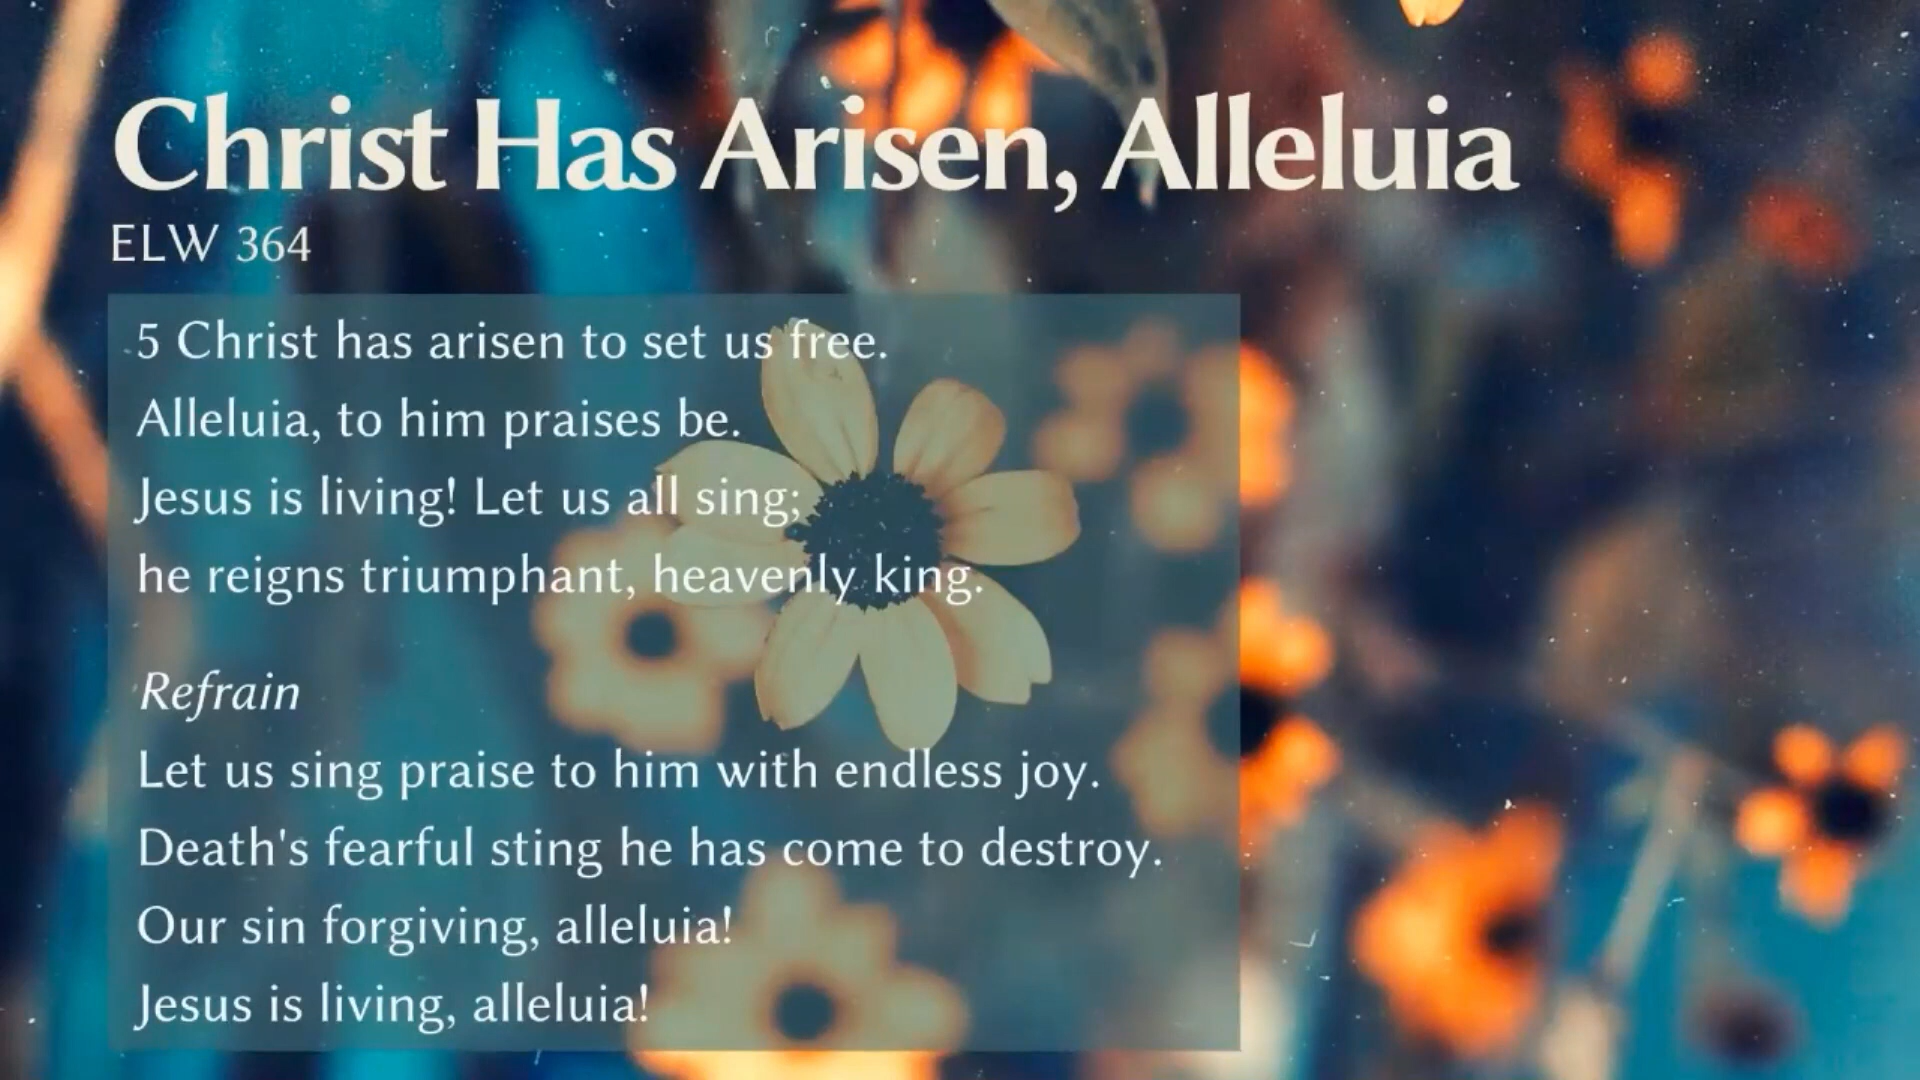 Christ Has Arisen, Alleluia
ELW 364
5 Christ has arisen to set us free.
Alleluia, to him praises be.
Jesus is living! Let us all sing;
he reigns triumphant, heavenly king.
Refrain
Let us sing praise to him with endless joy.
Death's fearful sting he has come to destroy.
Our sin forgiving, alleluia!
Jesus is living, alleluia!